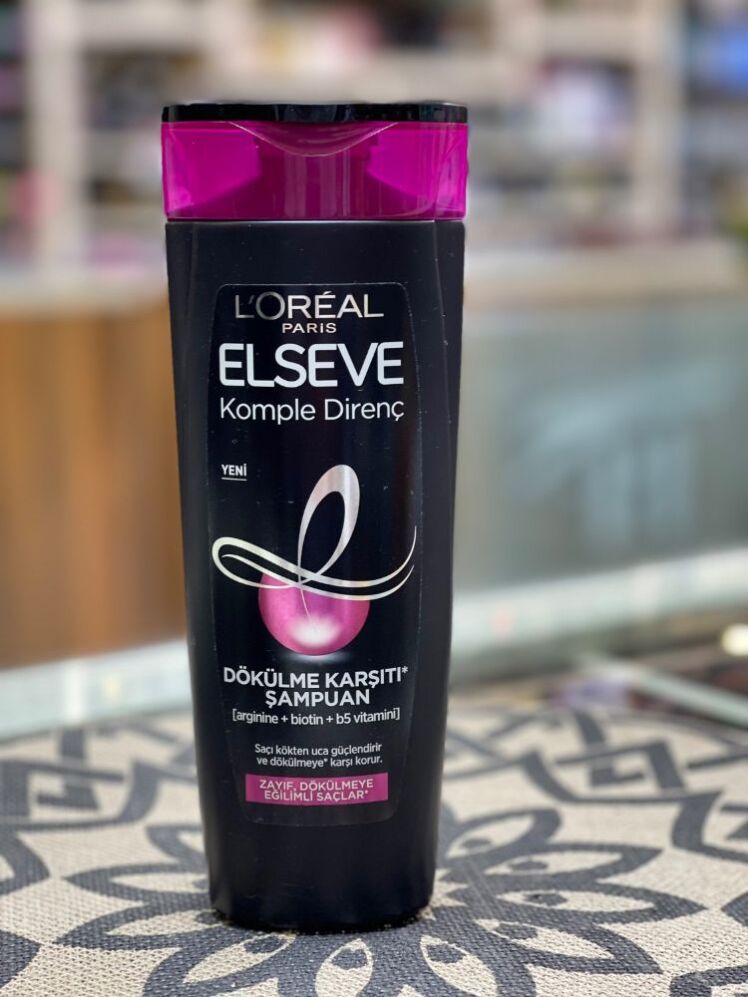 L'ORÉAL
PARIS
ELSEVE
Komple Direnç
YENİ
DÖKÜLME KARŞITI*
ŞAMPUAN
[arginine + biotin + b5 vitamini]
Saçı kökten uca güçlendirir
ve dökülmeye* karşı korur.
ZAYIF, DÖKÜLMEYE
EĞİLİMLİ SAÇLAR*